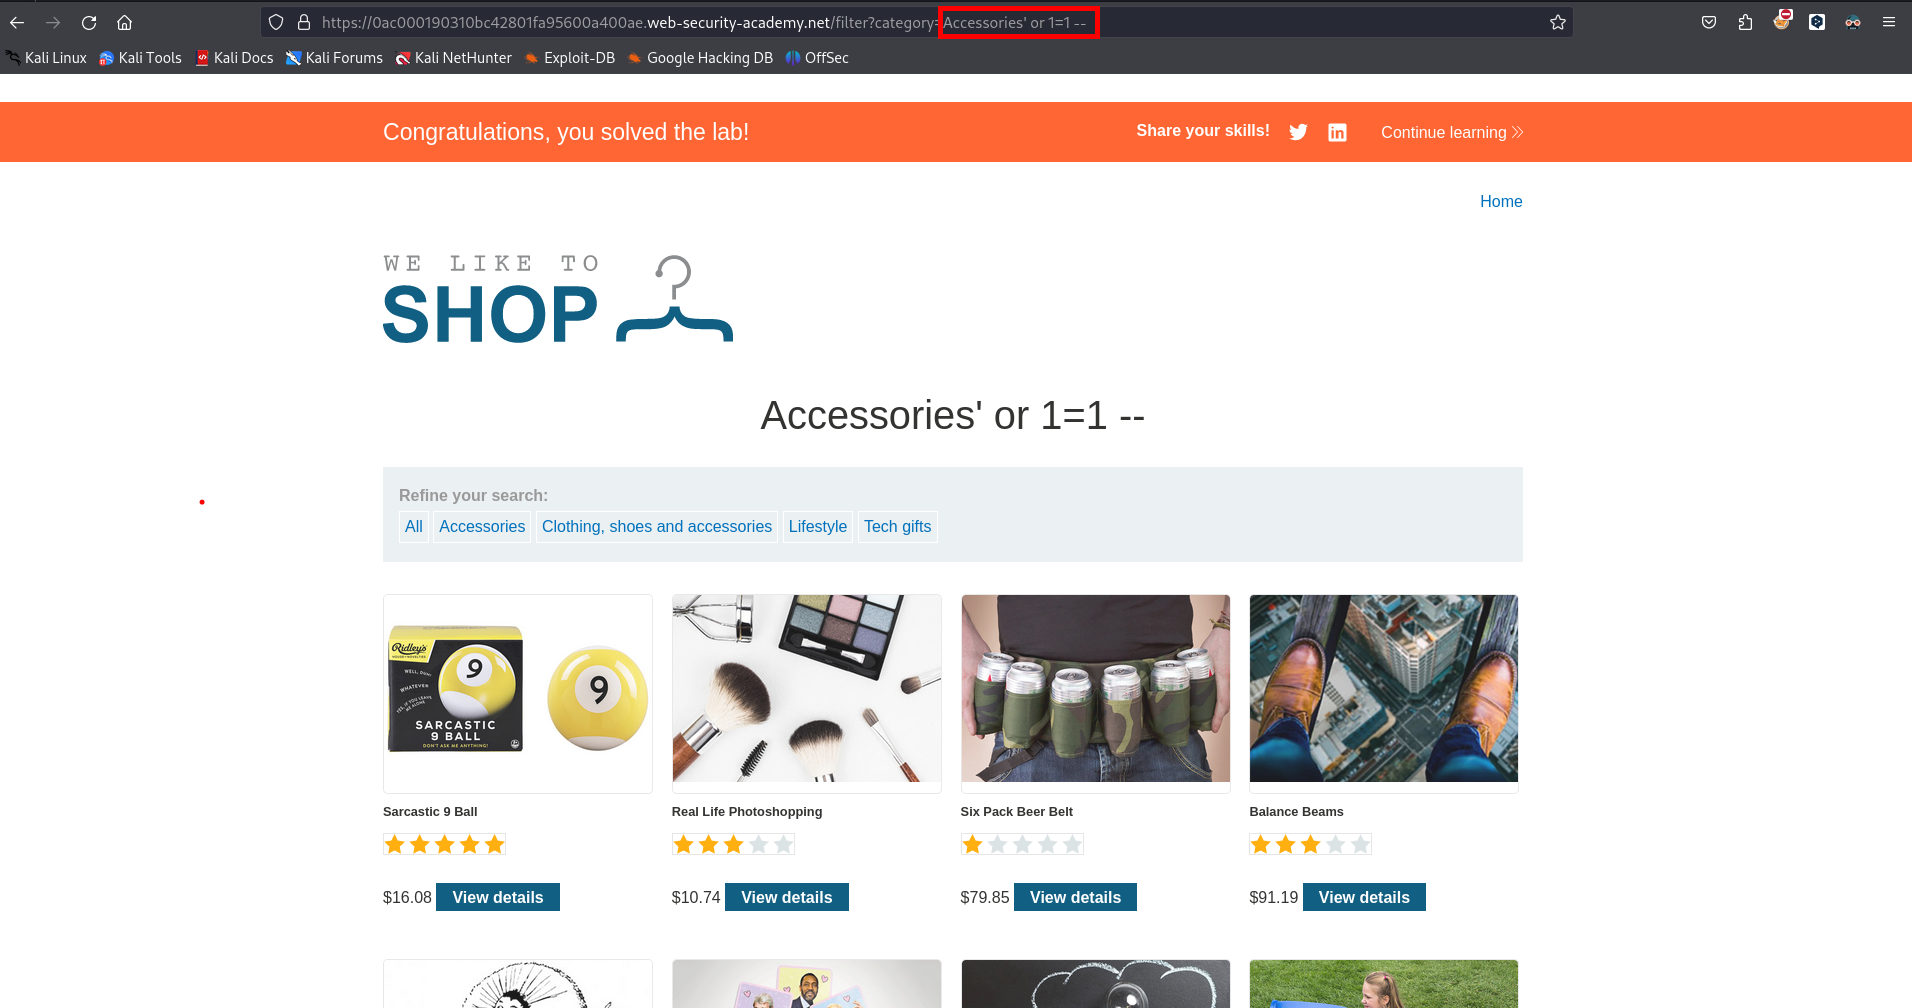 https://0ac000190310bc42801fa95600a400ae.web-security-academy.net/filter?category=Accessories' or 1=1 --
Kali Linux Kali Tools Kali Docs Kali Forums Kali NetHunter Exploit-DB Google Hacking DB OffSec
Congratulations, you solved the lab! Share your skills! Continue learning
Home
WE LIKE TO
SHOP
Accessories' or 1=1 --
Refine your search:
All Accessories Clothing, shoes and accessories Lifestyle Tech gifts
Ridley's
9
9
SARCASTIC
9 BALL
DON'T ASK ME ANYTHING!
Sarcastic 9 Ball Real Life Photoshopping Six Pack Beer Belt Balance Beams
$16.08 View details $10.74 View details $79.85 View details $91.19 View details